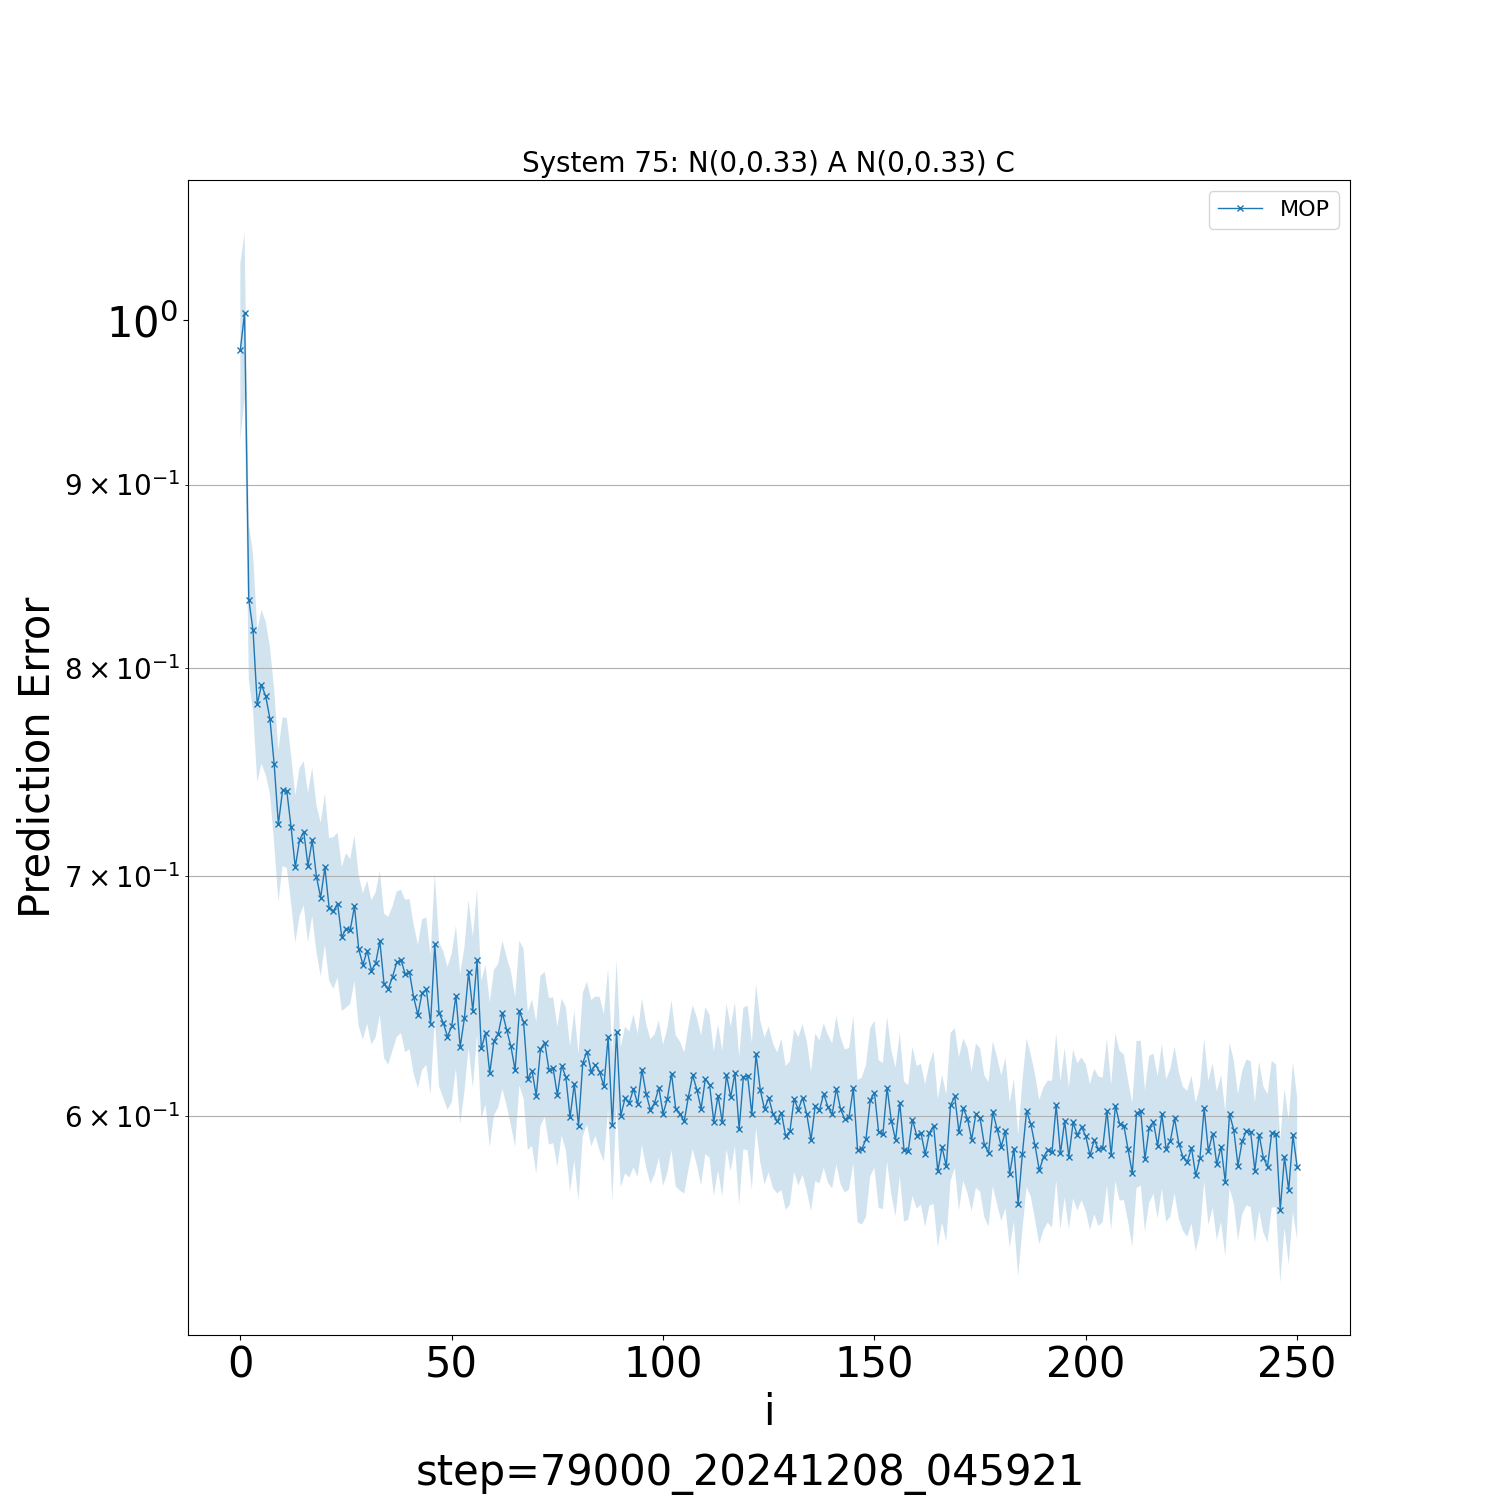 System 75: N(0,0.33) A N(0,0.33) C
MOP
10⁰
9 × 10⁻¹
8 × 10⁻¹
7 × 10⁻¹
6 × 10⁻¹
Prediction Error
0 50 100 150 200 250
i
step=79000_20241208_045921